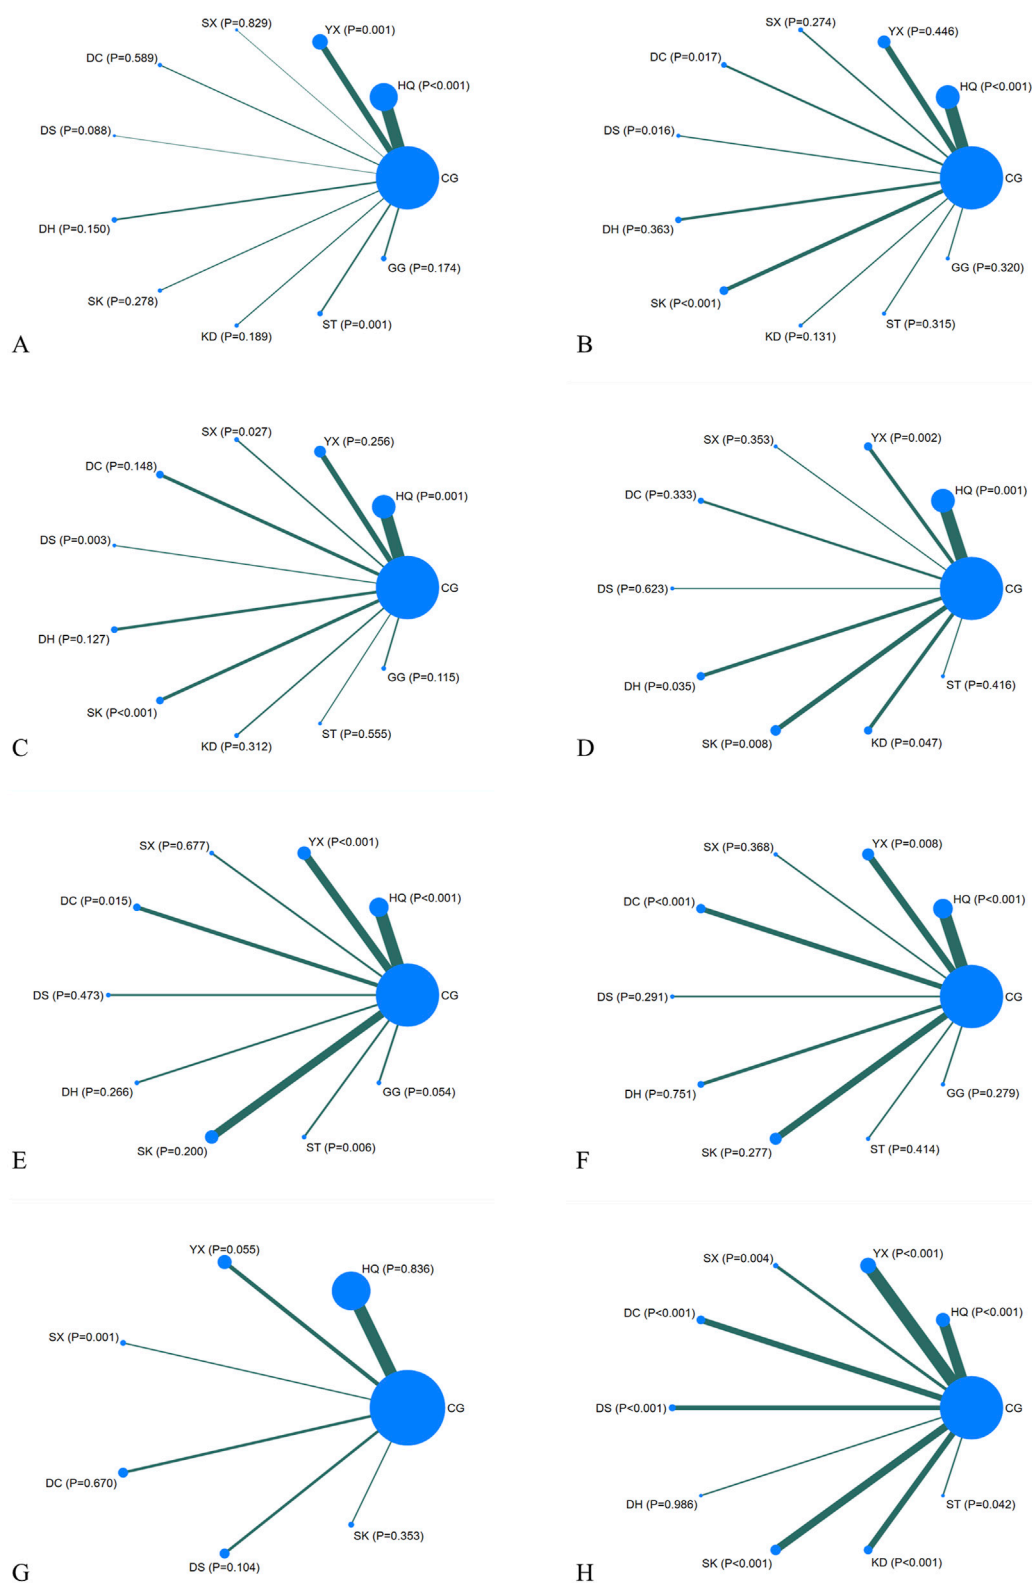 SX (P=0.829)
YX (P=0.001)
DC (P=0.589)
HQ (P<0.001)
DS (P=0.088)
CG
DH (P=0.150)
GG (P=0.174)
SK (P=0.278)
ST (P=0.001)
KD (P=0.189)
A
SX (P=0.274)
YX (P=0.446)
DC (P=0.017)
HQ (P<0.001)
DS (P=0.016)
CG
DH (P=0.363)
GG (P=0.320)
SK (P<0.001)
ST (P=0.315)
KD (P=0.131)
B
SX (P=0.027)
YX (P=0.256)
DC (P=0.148)
HQ (P=0.001)
DS (P=0.003)
CG
DH (P=0.127)
GG (P=0.115)
SK (P<0.001)
ST (P=0.555)
KD (P=0.312)
C
SX (P=0.353)
YX (P=0.002)
DC (P=0.333)
HQ (P=0.001)
DS (P=0.623)
CG
DH (P=0.035)
ST (P=0.416)
SK (P=0.008)
KD (P=0.047)
D
SX (P=0.677)
YX (P<0.001)
DC (P=0.015)
HQ (P<0.001)
DS (P=0.473)
CG
DH (P=0.266)
GG (P=0.054)
SK (P=0.200)
ST (P=0.006)
E
SX (P=0.368)
YX (P=0.008)
DC (P<0.001)
HQ (P<0.001)
DS (P=0.291)
CG
DH (P=0.751)
GG (P=0.279)
SK (P=0.277)
ST (P=0.414)
F
YX (P=0.055)
HQ (P=0.836)
SX (P=0.001)
CG
DC (P=0.670)
SK (P=0.353)
DS (P=0.104)
G
SX (P=0.004)
YX (P<0.001)
DC (P<0.001)
HQ (P<0.001)
DS (P<0.001)
CG
DH (P=0.986)
ST (P=0.042)
SK (P<0.001)
KD (P<0.001)
H